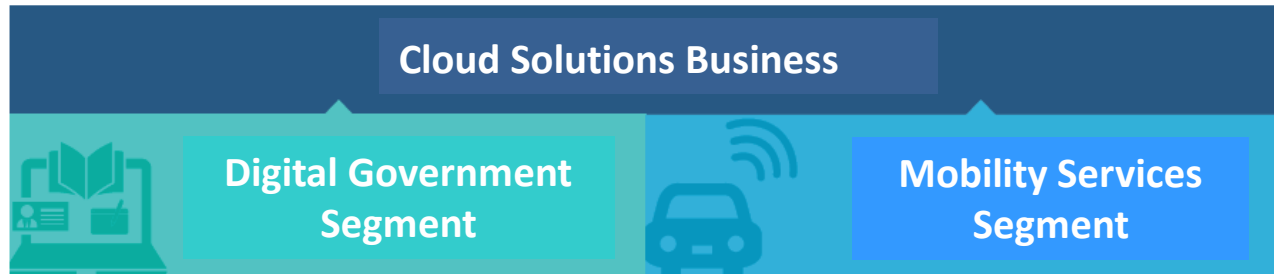 Cloud Solutions Business
Digital Government
Segment
Mobility Services
Segment